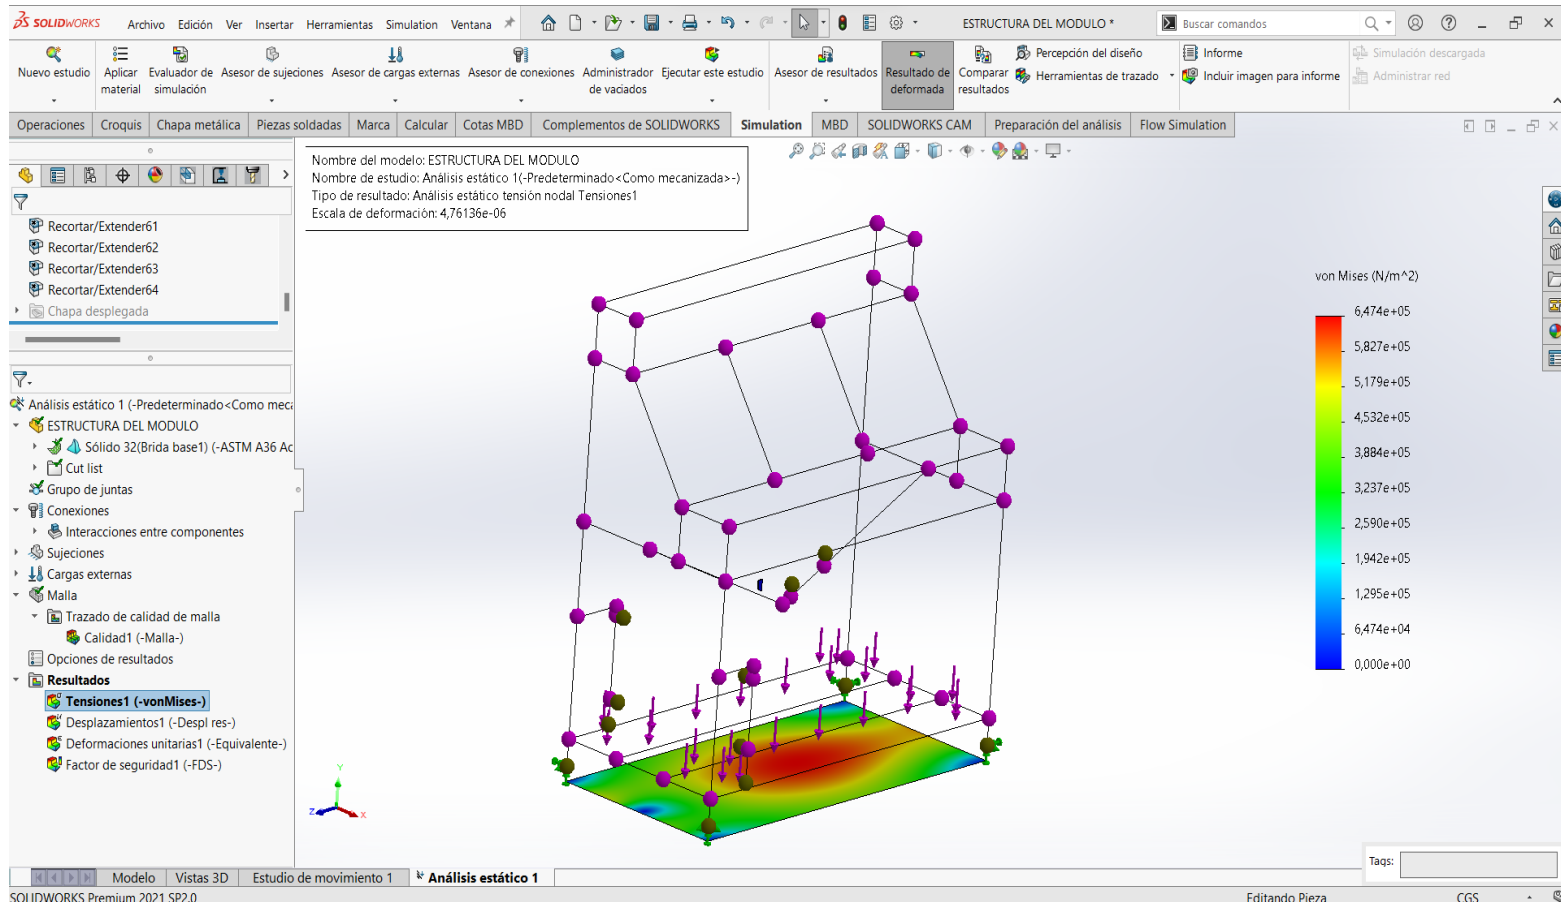 SOLIDWORKS Archivo Edición Ver Insertar Herramientas Simulation Ventana ESTRUCTURA DEL MODULO * Buscar comandos
Nuevo estudio
Aplicar material
Evaluador de simulación
Asesor de sujeciones
Asesor de cargas externas
Asesor de conexiones
Administrador de vaciados
Ejecutar este estudio
Asesor de resultados
Resultado de deformada
Comparar resultados
Percepción del diseño
Herramientas de trazado
Informe
Incluir imagen para informe
Simulación descargada
Administrar red
Operaciones Croquis Chapa metálica Piezas soldadas Marca Calcular Cotas MBD Complementos de SOLIDWORKS Simulation MBD SOLIDWORKS CAM Preparación del análisis Flow Simulation
Recortar/Extender61
Recortar/Extender62
Recortar/Extender63
Recortar/Extender64
Chapa desplegada
Análisis estático 1 (-Predeterminado<Como meca
ESTRUCTURA DEL MODULO
Sólido 32(Brida base1) (-ASTM A36 Ac
Cut list
Grupo de juntas
Conexiones
Interacciones entre componentes
Sujeciones
Cargas externas
Malla
Trazado de calidad de malla
Calidad1 (-Malla-)
Opciones de resultados
Resultados
Tensiones1 (-vonMises-)
Desplazamientos1 (-Despl res-)
Deformaciones unitarias1 (-Equivalente-)
Factor de seguridad1 (-FDS-)
Nombre del modelo: ESTRUCTURA DEL MODULO
Nombre de estudio: Análisis estático 1(-Predeterminado<Como mecanizada>-)
Tipo de resultado: Análisis estático tensión nodal Tensiones1
Escala de deformación: 4,76136e-06
von Mises (N/m^2)
6,474e+05
5,827e+05
5,179e+05
4,532e+05
3,884e+05
3,237e+05
2,590e+05
1,942e+05
1,295e+05
6,474e+04
0,000e+00
Y
Z X
Tags:
Modelo Vistas 3D Estudio de movimiento 1 Análisis estático 1
SOLIDWORKS Premium 2021 SP2.0 Editando Pieza CGS